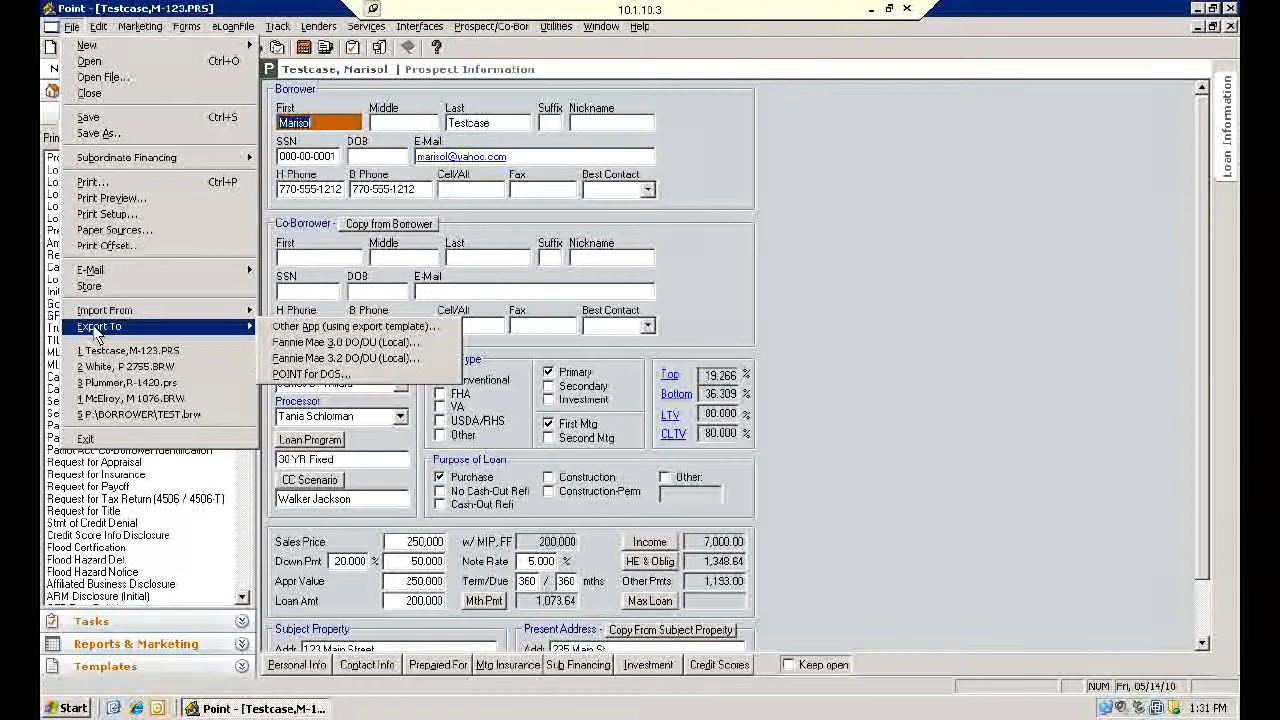 Point - [Testcase,M-123.PRS]
10.1.10.3
File Edit Marketing Forms eLoanFile Track Lenders Services Interfaces Prospect/Co-Bor Utilities Window Help
New
Open Ctrl+O
Open File...
Close
Save Ctrl+S
Save As..
Subordinate Financing
Print... Ctrl+P
Print Preview...
Print Setup...
Paper Sources...
Print Offset...
E-Mail
Store
Import From
Export To
1 Testcase,M-123.PRS
2 White, P 2755.BRW
3 Plummer,R-1420.prs
4 McElroy, M 1076.BRW
5 P:\BORROWER\TEST.brw
Exit
Other App (using export template)...
Fannie Mae 3.0 DO/DU (Local)...
Fannie Mae 3.2 DO/DU (Local)...
POINT for DOS...
Request for Appraisal
Request for Insurance
Request for Payoff
Request for Tax Return (4506 / 4506-T)
Request for Title
Stmt of Credit Denial
Credit Score Info Disclosure
Flood Certification
Flood Hazard Det.
Flood Hazard Notice
Affiliated Business Disclosure
ARM Disclosure (Initial)
Tasks
Reports & Marketing
Templates
P Testcase, Marisol | Prospect Information
Borrower
First Middle Last Suffix Nickname
Marisol Testcase
SSN DOB E-Mail
000-00-0001 marisol@yahoo.com
H Phone B Phone Cell/Alt Fax Best Contact
770-555-1212 770-555-1212
Co-Borrower - Copy from Borrower
First Middle Last Suffix Nickname
SSN DOB E-Mail
H Phone B Phone Cell/Alt Fax Best Contact
Processor
Tania Schloiman
Loan Program
30 YR Fixed
CC Scenario
Walker Jackson
FHA
VA
USDA/RHS
Other
Primary
Secondary
Investment
First Mtg
Second Mtg
Top 19.266 %
Bottom 36.309 %
LTV 80.000 %
CLTV 80.000 %
Purpose of Loan
Purchase Construction Other:
No Cash-Out Refi Construction-Perm
Cash-Out Refi
Sales Price 250,000 w/ MIP, FF 200,000 Income 7,000.00
Down Pmt 20.000 % 50,000 Note Rate 5.000 % HE & Oblig 1,348.64
Appr Value 250,000 Term/Due 360 / 360 mths Other Pmts 1,193.00
Loan Amt 200,000 Mth Pmt 1,073.64 Max Loan
Subject Property Present Address - Copy From Subject Property
Personal Info Contact Info Prepared For Mtg Insurance Sub Financing Investment Credit Scores Keep open
Loan Information
NUM Fri, 05/14/10
Start Point - [Testcase,M-1... 1:31 PM